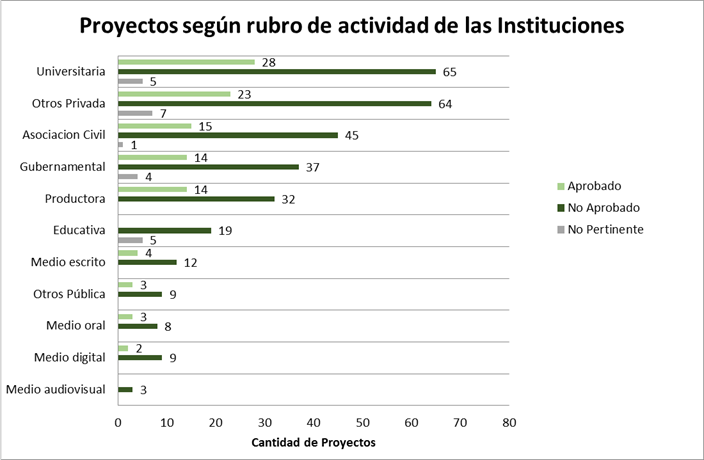 Proyectos según rubro de actividad de las Instituciones
28
Universitaria 65
5
23
Otros Privada 64
7
15
Asociacion Civil 45
1
14
Gubernamental 37
4
14
Productora 32
Educativa 19
5
4
Medio escrito 12
3
Otros Pública 9
3
Medio oral 8
2
Medio digital 9
Medio audiovisual 3
0 10 20 30 40 50 60 70 80
Cantidad de Proyectos
Aprobado
No Aprobado
No Pertinente